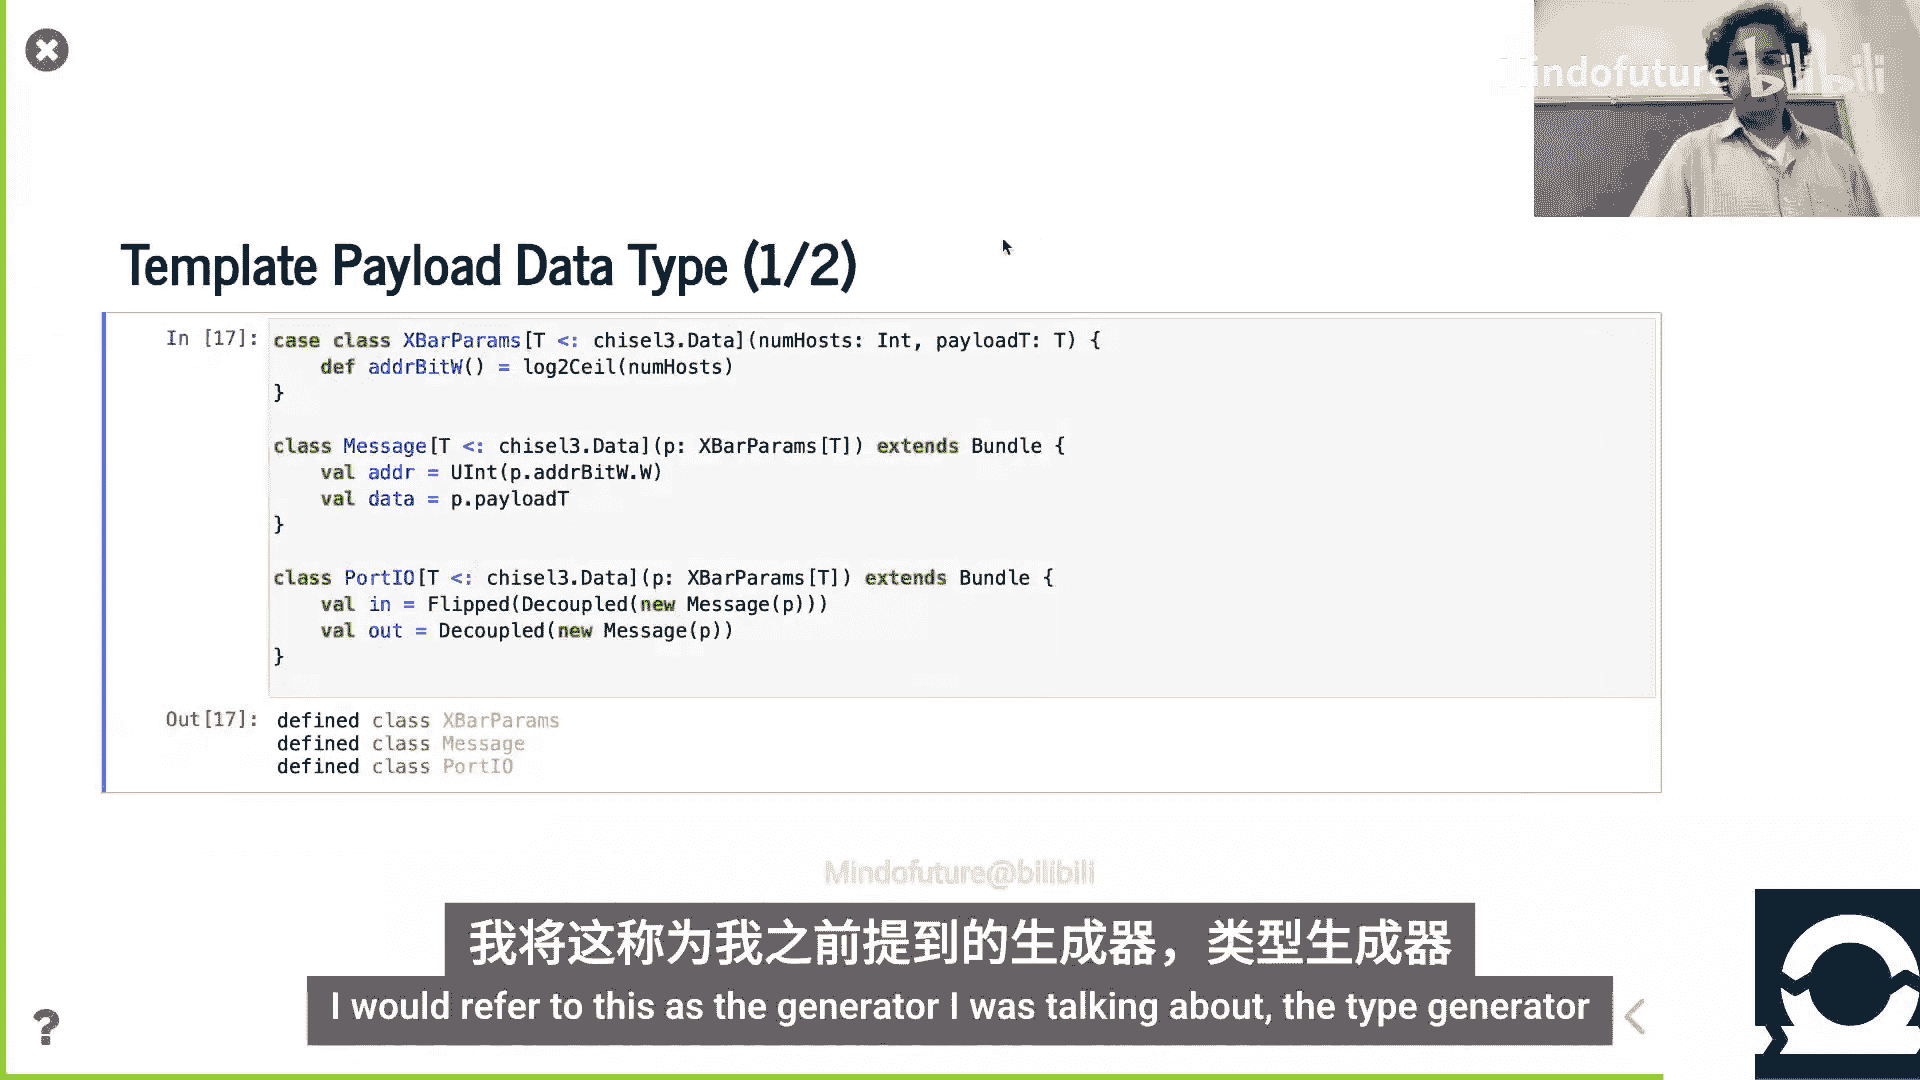 indofuture bilibili
Template Payload Data Type (1/2)
In [17]:
case class XBarParams[T <: chisel3.Data](numHosts: Int, payloadT: T) {
    def addrBitW() = log2Ceil(numHosts)
}
class Message[T <: chisel3.Data](p: XBarParams[T]) extends Bundle {
    val addr = UInt(p.addrBitW.W)
    val data = p.payloadT
}
class PortIO[T <: chisel3.Data](p: XBarParams[T]) extends Bundle {
    val in = Flipped(Decoupled(new Message(p)))
    val out = Decoupled(new Message(p))
}
Out[17]:
defined class XBarParams
defined class Message
defined class PortIO
Mindofuture@bilibili
我将这称为我之前提到的生成器，类型生成器
I would refer to this as the generator I was talking about, the type generator
?